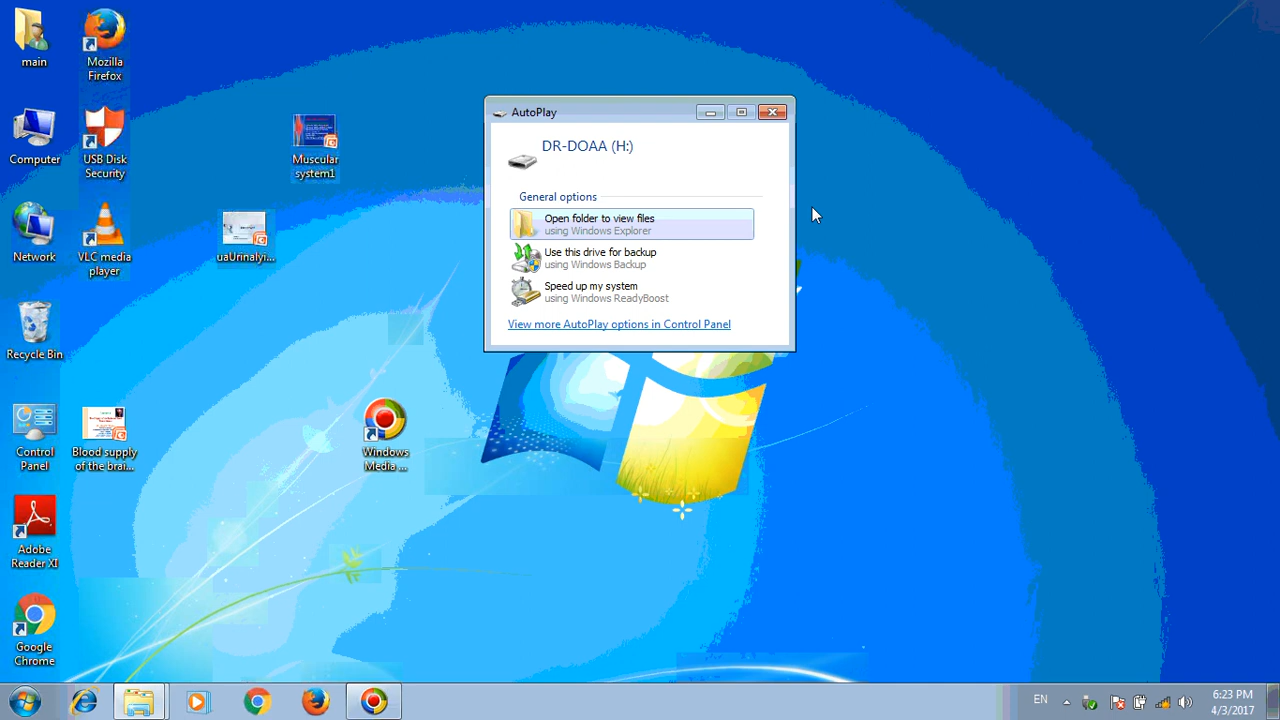 main
Mozilla
Firefox
Computer
USB Disk
Security
Muscular
system1
Network
VLC media
player
uaUrinalyi...
Recycle Bin
Control
Panel
Blood supply
of the brai...
Windows
Media ...
Adobe
Reader XI
Google
Chrome
AutoPlay
DR-DOAA (H:)
General options
Open folder to view files
using Windows Explorer
Use this drive for backup
using Windows Backup
Speed up my system
using Windows ReadyBoost
View more AutoPlay options in Control Panel
EN
6:23 PM
4/3/2017